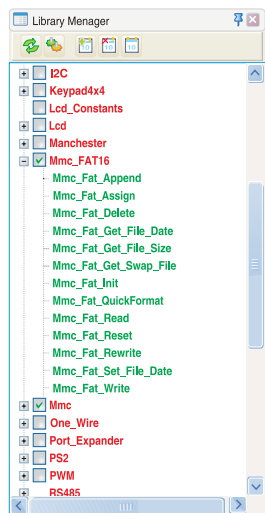 Library Menager
I2C
Keypad4x4
Lcd_Constants
Lcd
Manchester
Mmc_FAT16
Mmc_Fat_Append
Mmc_Fat_Assign
Mmc_Fat_Delete
Mmc_Fat_Get_File_Date
Mmc_Fat_Get_File_Size
Mmc_Fat_Get_Swap_File
Mmc_Fat_Init
Mmc_Fat_QuickFormat
Mmc_Fat_Read
Mmc_Fat_Reset
Mmc_Fat_Rewrite
Mmc_Fat_Set_File_Date
Mmc_Fat_Write
Mmc
One_Wire
Port_Expander
PS2
PWM
RS485